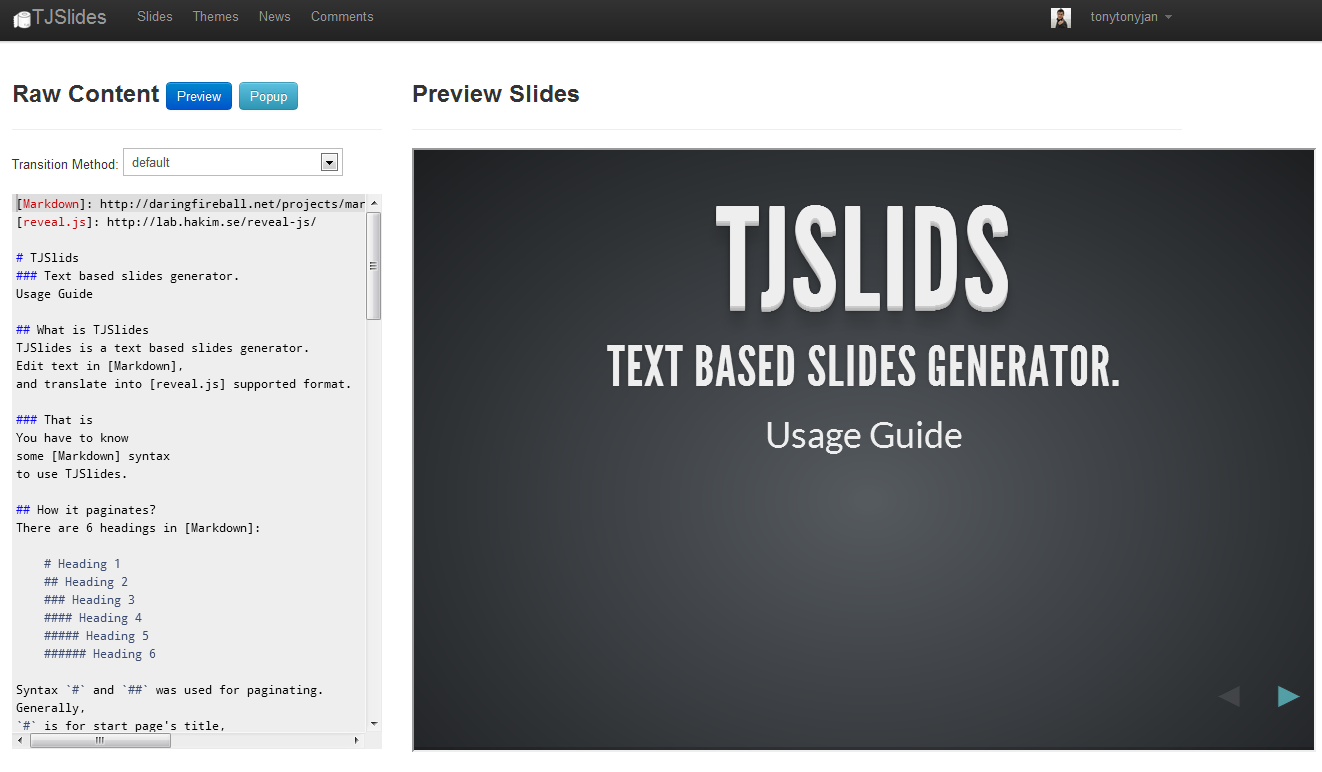 TJSlides
Slides
Themes
News
Comments
tonytonyjan
Raw Content
Preview
Popup
Transition Method:
default
[Markdown]: http://daringfireball.net/projects/mar
[reveal.js]: http://lab.hakim.se/reveal-js/
# TJSlids
### Text based slides generator.
Usage Guide
## What is TJSlides
TJSlides is a text based slides generator.
Edit text in [Markdown],
and translate into [reveal.js] supported format.
### That is
You have to know
some [Markdown] syntax
to use TJSlides.
## How it paginates?
There are 6 headings in [Markdown]:
# Heading 1
## Heading 2
### Heading 3
#### Heading 4
##### Heading 5
###### Heading 6
Syntax `#` and `##` was used for paginating.
Generally,
`#` is for start page's title,
Preview Slides
TJSLIDS
TEXT BASED SLIDES GENERATOR.
Usage Guide